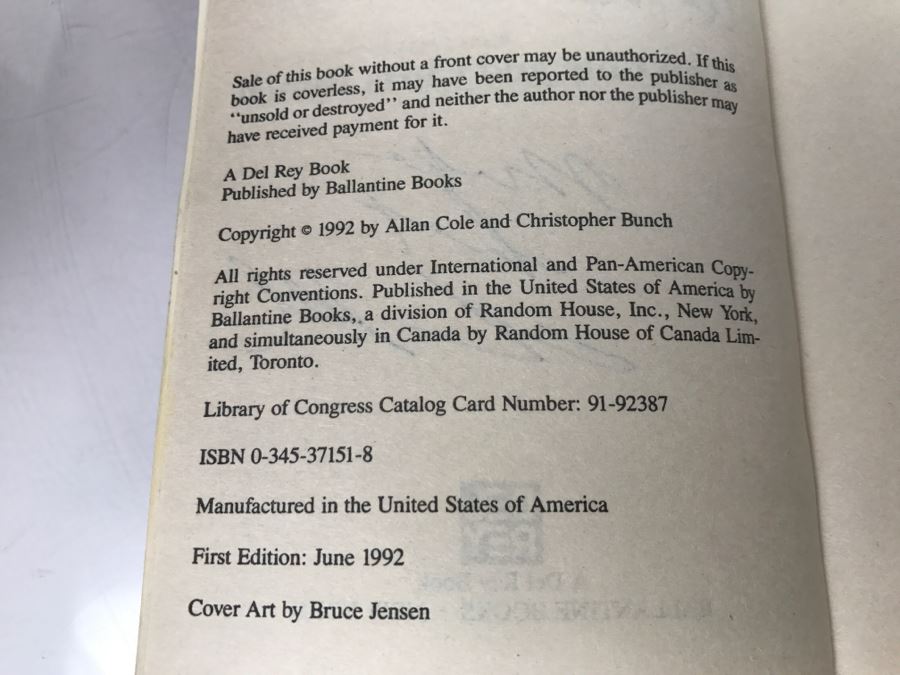 Sale of this book without a front cover may be unauthorized. If this
book is coverless, it may have been reported to the publisher as
‘‘unsold or destroyed’’ and neither the author nor the publisher may
have received payment for it.
A Del Rey Book
Published by Ballantine Books
Copyright © 1992 by Allan Cole and Christopher Bunch
All rights reserved under International and Pan-American Copy-
right Conventions. Published in the United States of America by
Ballantine Books, a division of Random House, Inc., New York,
and simultaneously in Canada by Random House of Canada Lim-
ited, Toronto.
Library of Congress Catalog Card Number: 91-92387
ISBN 0-345-37151-8
Manufactured in the United States of America
First Edition: June 1992
Cover Art by Bruce Jensen